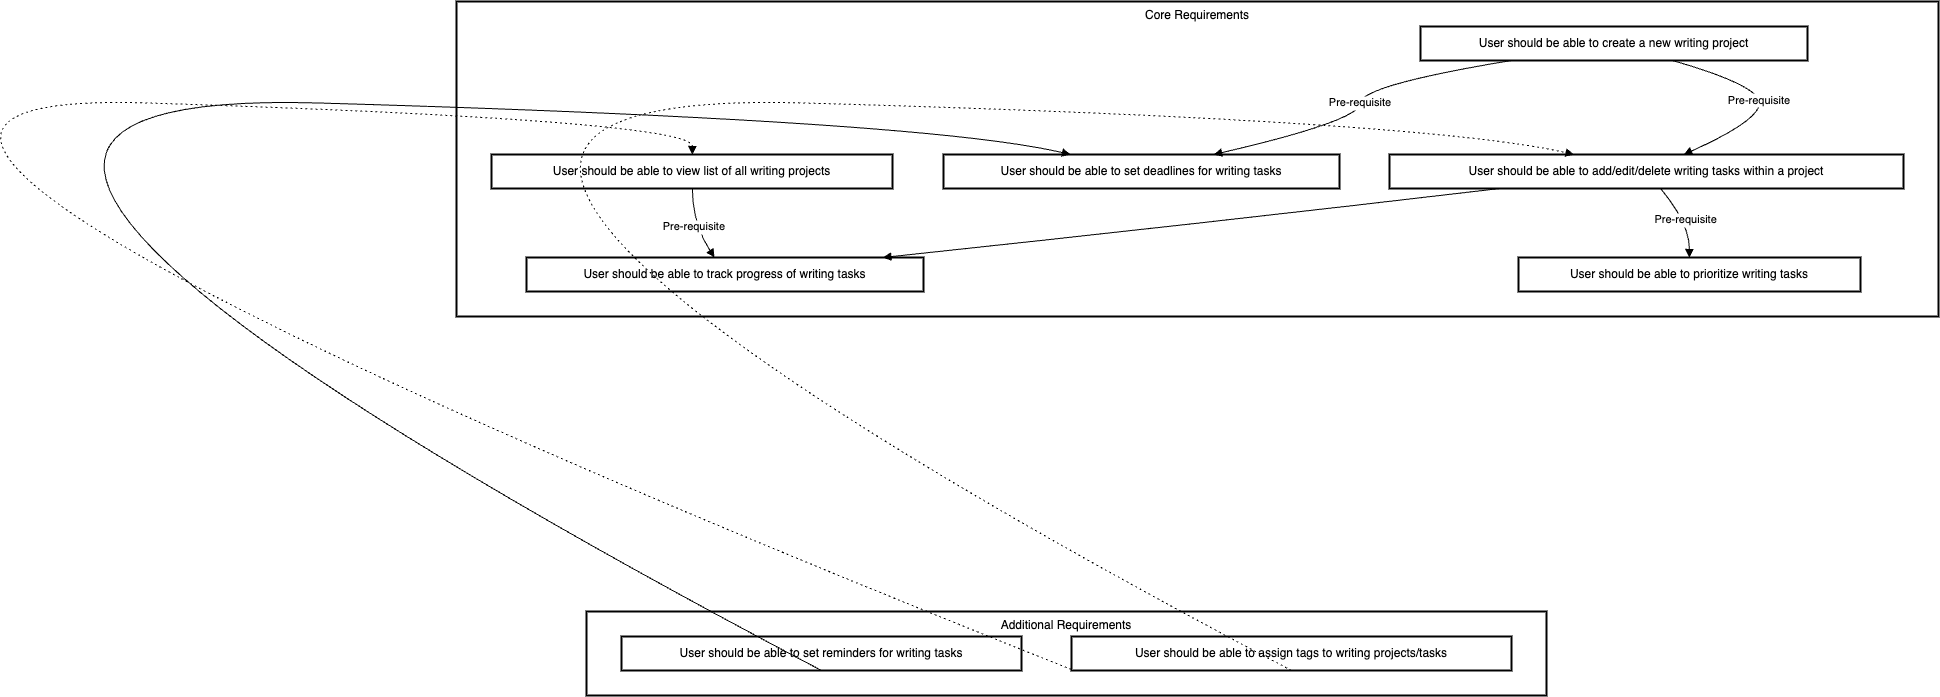 Core Requirements
User should be able to create a new writing project
Pre-requisite
Pre-requisite
User should be able to view list of all writing projects
User should be able to set deadlines for writing tasks
User should be able to add/edit/delete writing tasks within a project
Pre-requisite
Pre-requisite
User should be able to track progress of writing tasks
User should be able to prioritize writing tasks
Additional Requirements
User should be able to set reminders for writing tasks
User should be able to assign tags to writing projects/tasks